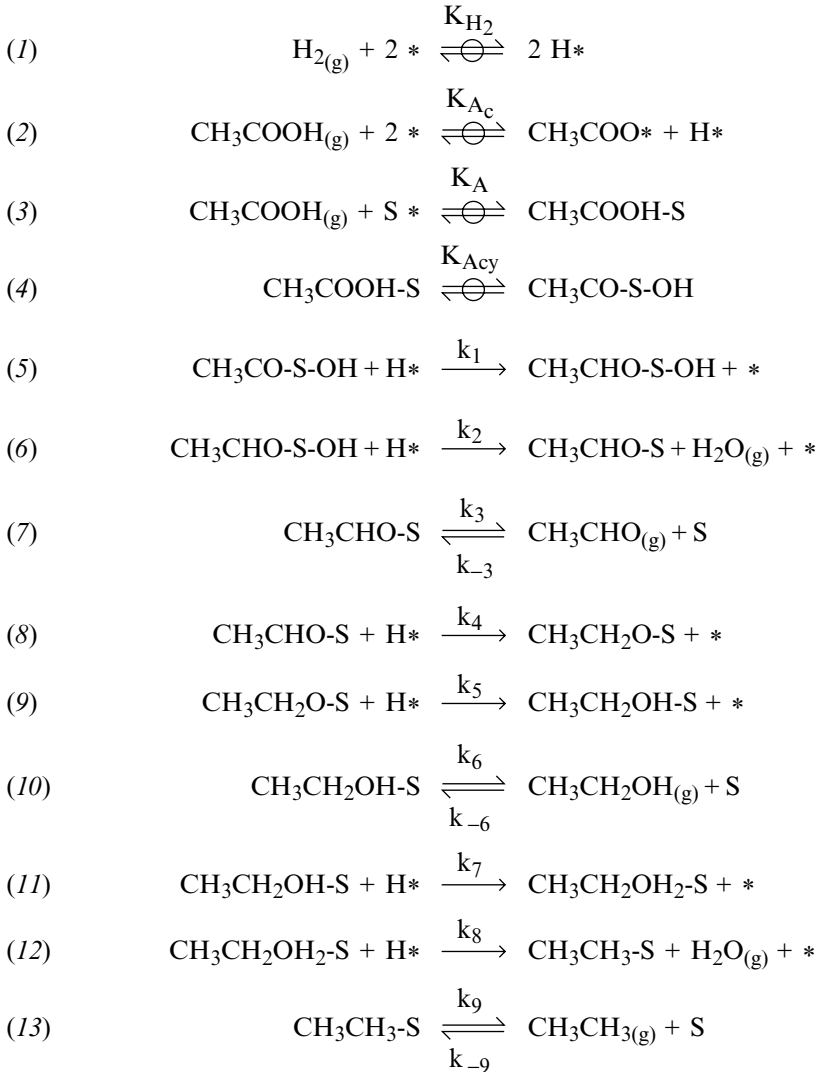 (1) H2(g) + 2 * ⇌ 2 H* K_H2
(2) CH3COOH(g) + 2 * ⇌ CH3COO* + H* K_Ac
(3) CH3COOH(g) + S * ⇌ CH3COOH-S K_A
(4) CH3COOH-S ⇌ CH3CO-S-OH K_Acy
(5) CH3CO-S-OH + H* → CH3CHO-S-OH + * k1
(6) CH3CHO-S-OH + H* → CH3CHO-S + H2O(g) + * k2
(7) CH3CHO-S ⇌ CH3CHO(g) + S k3 k−3
(8) CH3CHO-S + H* → CH3CH2O-S + * k4
(9) CH3CH2O-S + H* → CH3CH2OH-S + * k5
(10) CH3CH2OH-S ⇌ CH3CH2OH(g) + S k6 k−6
(11) CH3CH2OH-S + H* → CH3CH2OH2-S + * k7
(12) CH3CH2OH2-S + H* → CH3CH3-S + H2O(g) + * k8
(13) CH3CH3-S ⇌ CH3CH3(g) + S k9 k−9